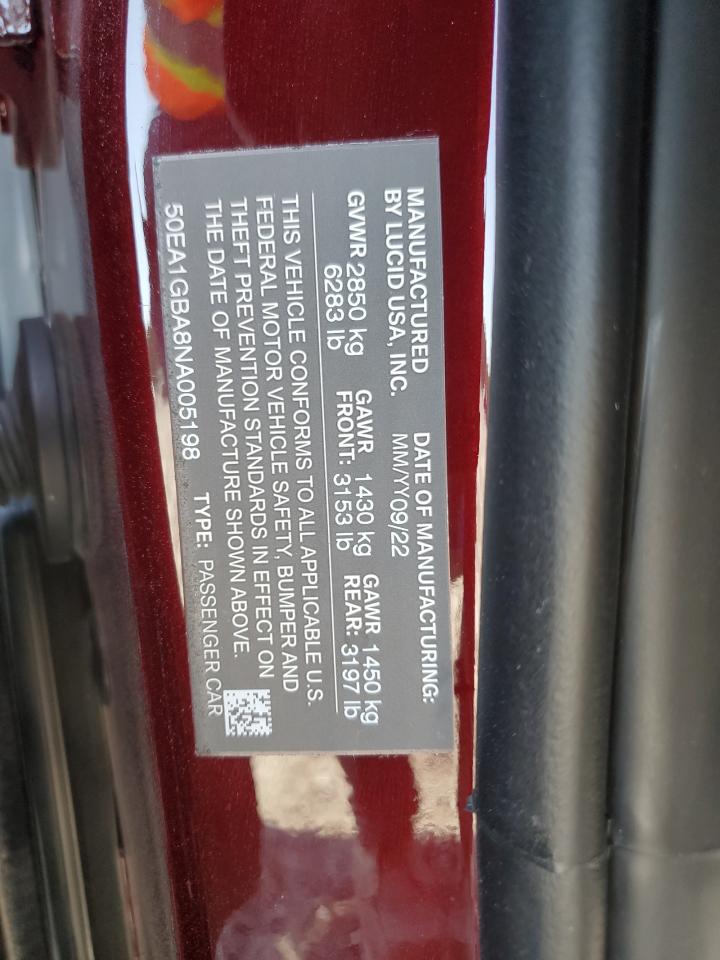 MANUFACTURED
BY LUCID USA, INC.
DATE OF MANUFACTURING:
MM/YY09/22
GVWR 2850 kg
6283 lb
GAWR 1430 kg
FRONT: 3153 lb
GAWR 1450 kg
REAR: 3197 lb
THIS VEHICLE CONFORMS TO ALL APPLICABLE U.S.
FEDERAL MOTOR VEHICLE SAFETY, BUMPER AND
THEFT PREVENTION STANDARDS IN EFFECT ON
THE DATE OF MANUFACTURE SHOWN ABOVE.
50EA1GBA8NA005198
TYPE: PASSENGER CAR